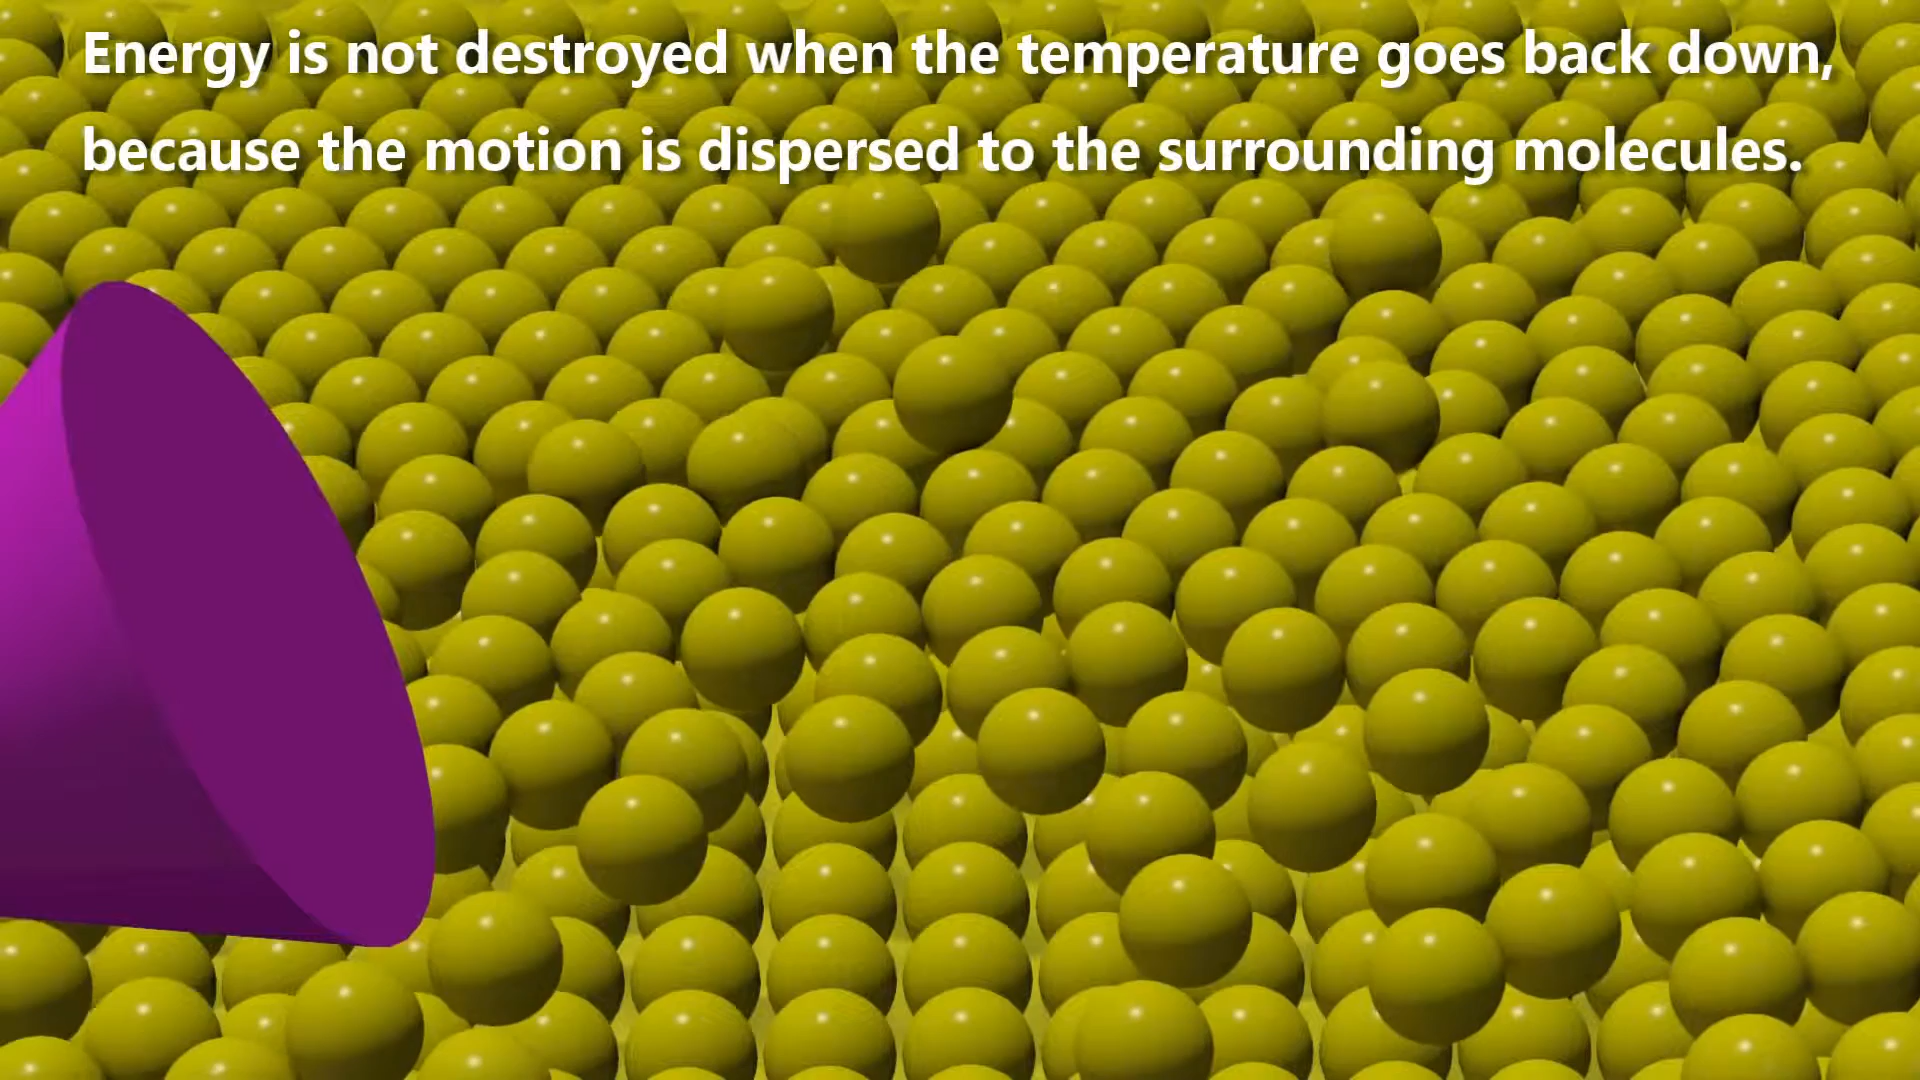 Energy is not destroyed when the temperature goes back down,
because the motion is dispersed to the surrounding molecules.